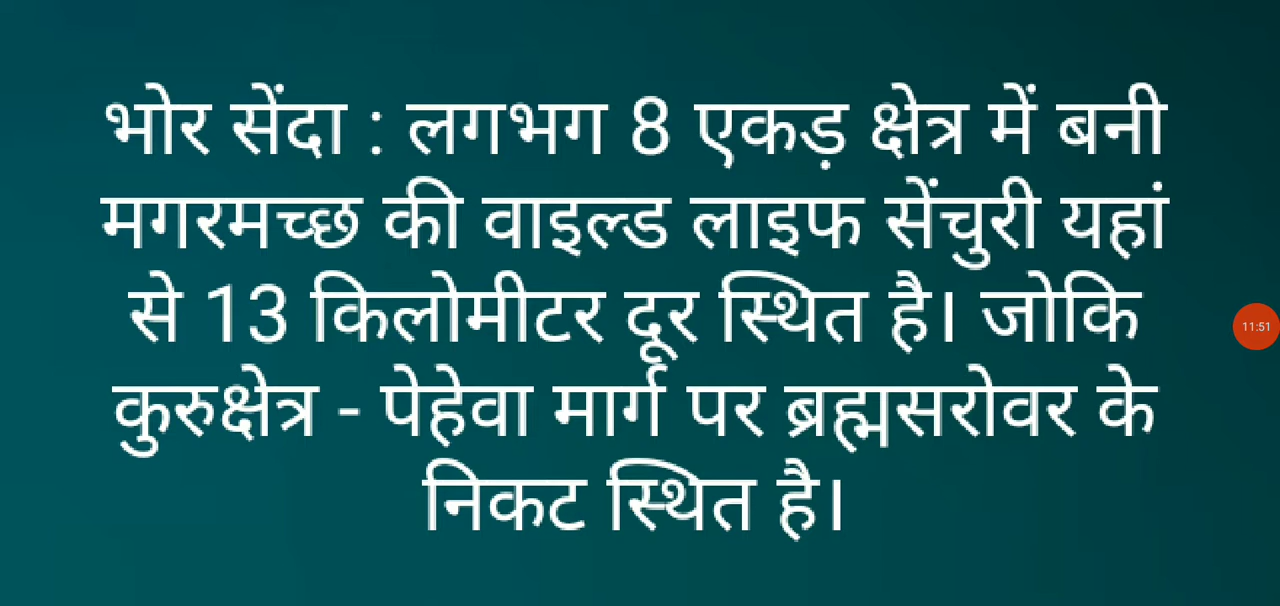 भोर सेंदा : लगभग 8 एकड़ क्षेत्र में बनी
मगरमच्छ की वाइल्ड लाइफ सेंचुरी यहां
से 13 किलोमीटर दूर स्थित है। जोकि
कुरुक्षेत्र - पेहेवा मार्ग पर ब्रह्मसरोवर के
निकट स्थित है।
11:51